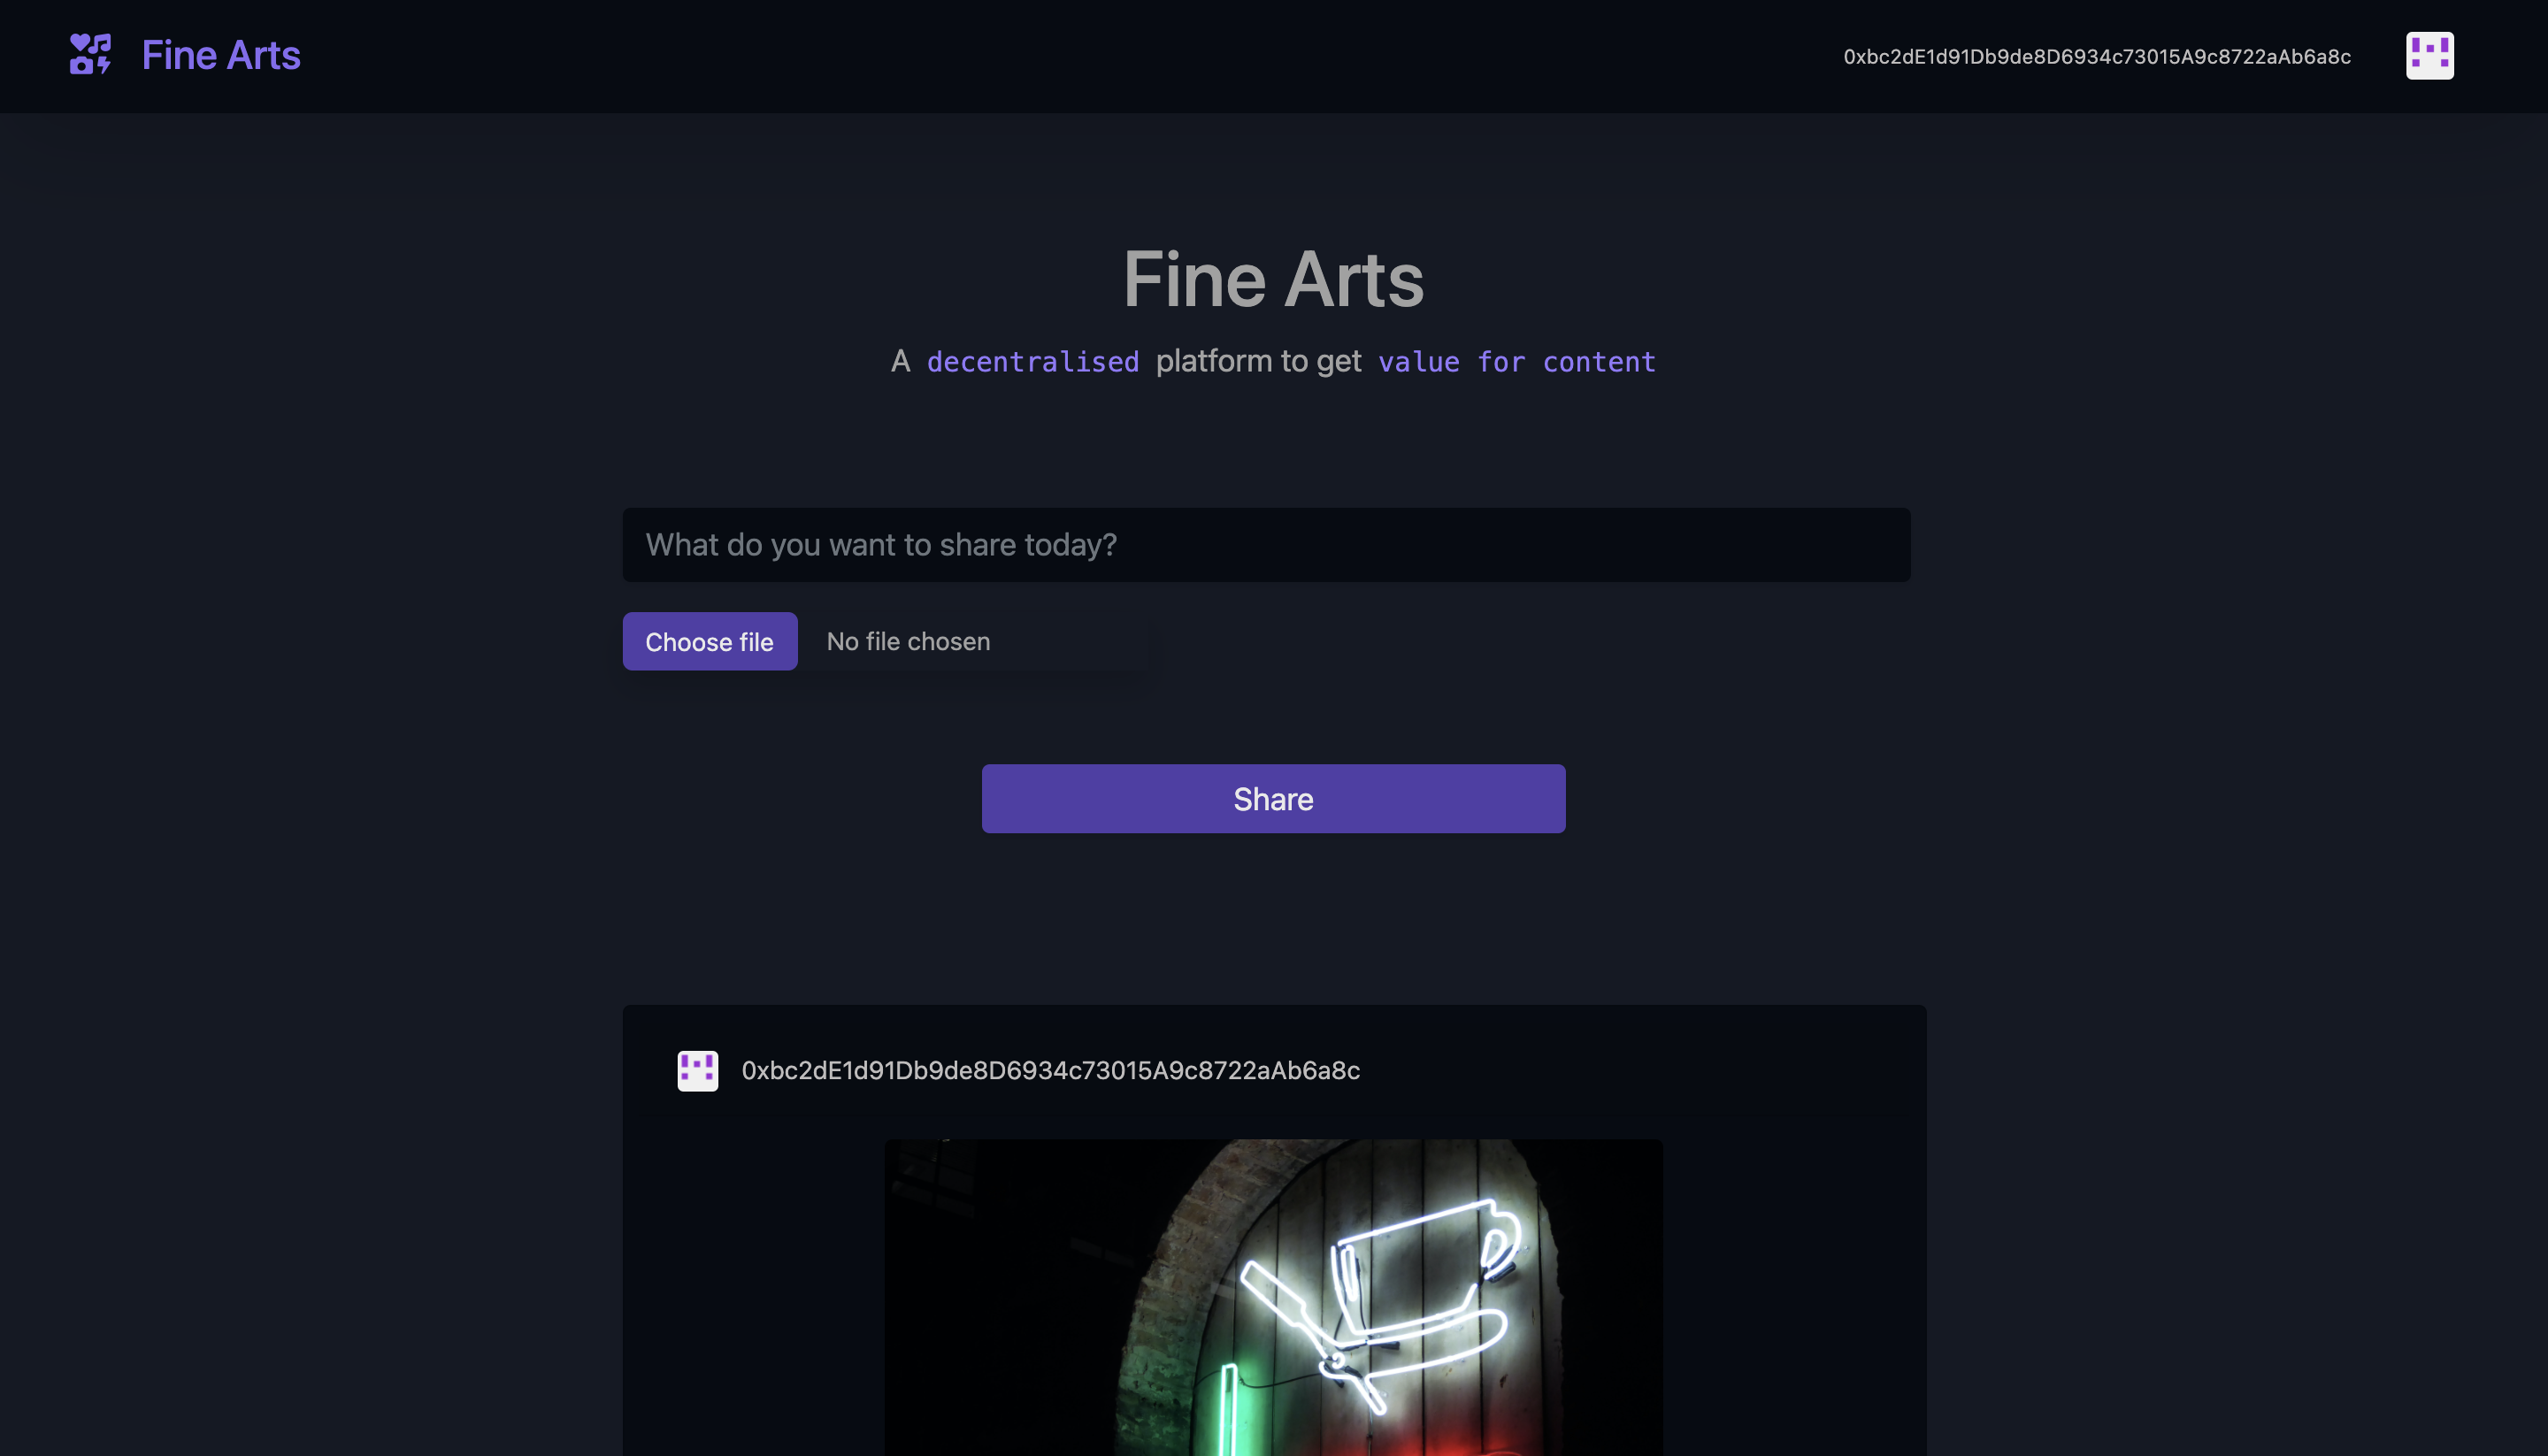 Fine Arts
0xbc2dE1d91Db9de8D6934c73015A9c8722aAb6a8c
Fine Arts
A decentralised platform to get value for content
What do you want to share today?
Choose file No file chosen
Share
0xbc2dE1d91Db9de8D6934c73015A9c8722aAb6a8c